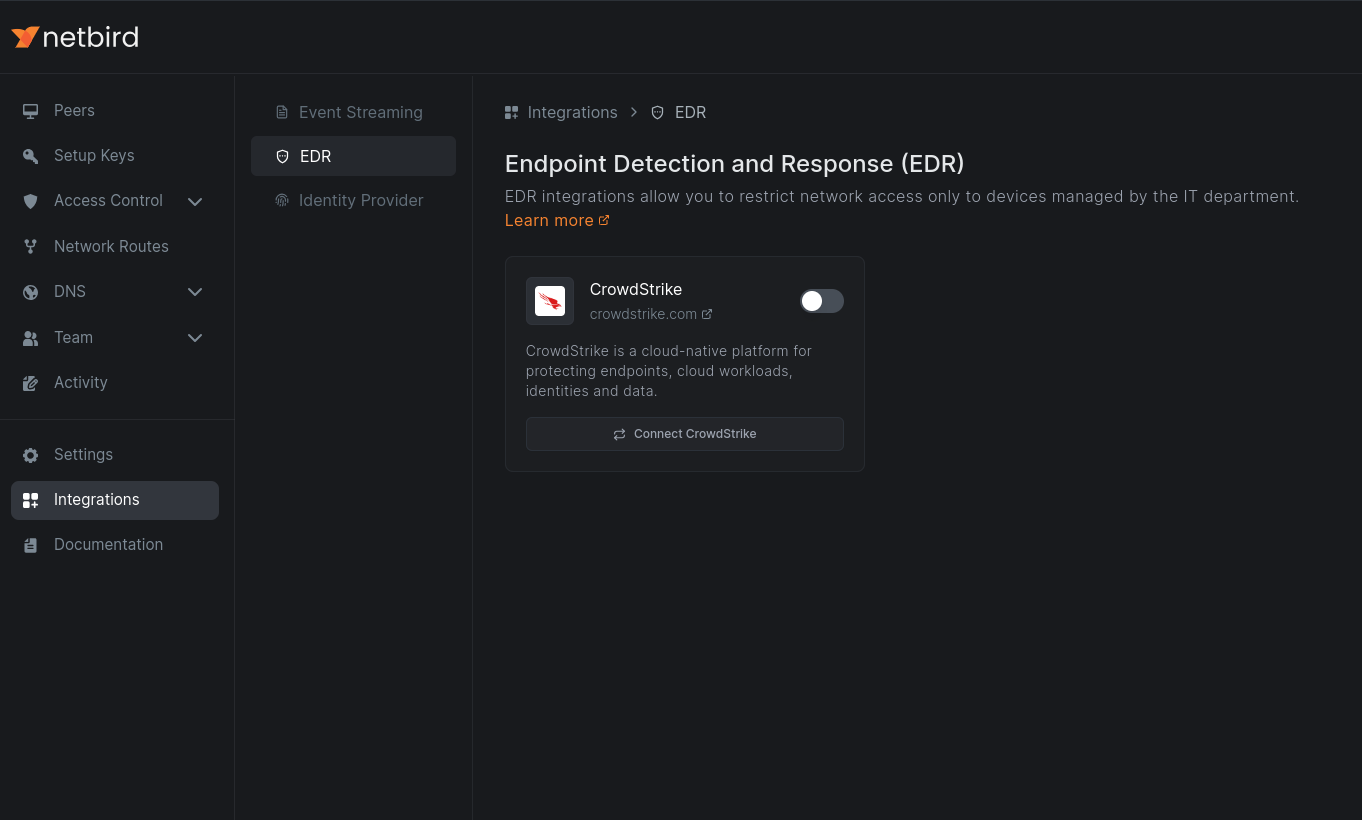 netbird
Peers
Setup Keys
Access Control
Network Routes
DNS
Team
Activity
Settings
Integrations
Documentation
Event Streaming
EDR
Identity Provider
Integrations > EDR
Endpoint Detection and Response (EDR)
EDR integrations allow you to restrict network access only to devices managed by the IT department.
Learn more
CrowdStrike
crowdstrike.com
CrowdStrike is a cloud-native platform for
protecting endpoints, cloud workloads,
identities and data.
Connect CrowdStrike